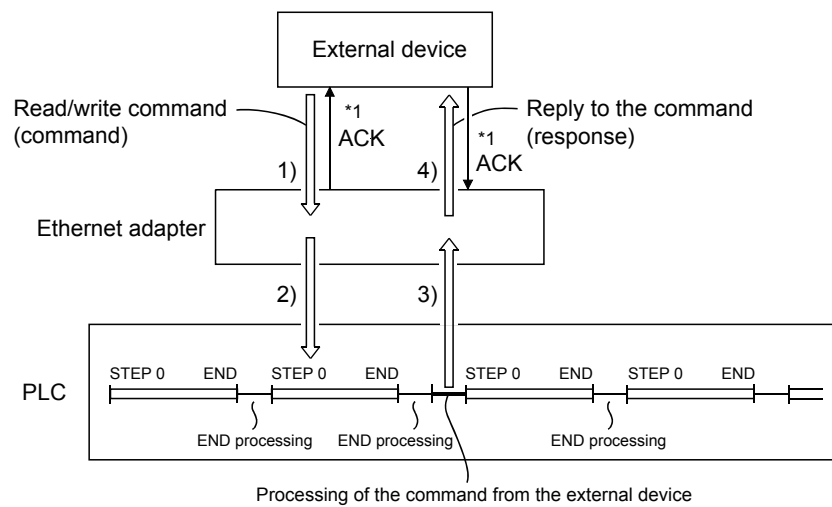 External device
Read/write command
(command)
*1
ACK
Reply to the command
(response)
*1
ACK
1)
4)
Ethernet adapter
2)
3)
STEP 0
END
STEP 0
END
STEP 0
END
STEP 0
END
PLC
END processing
END processing
END processing
Processing of the command from the external device